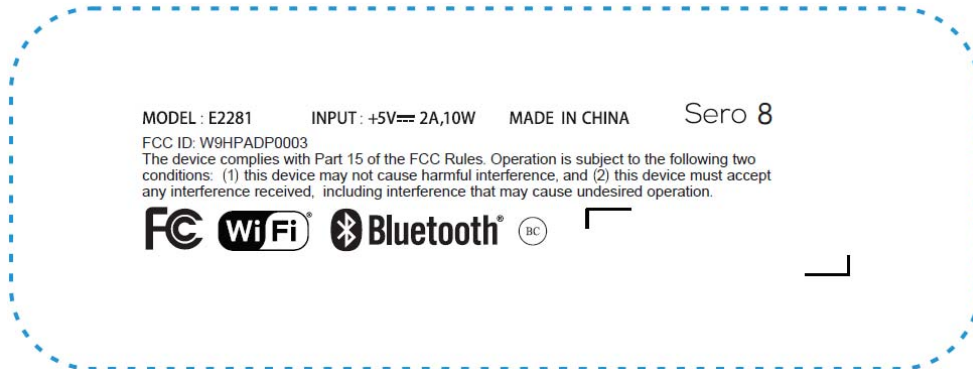 MODEL : E2281 INPUT : +5V⎓ 2A,10W MADE IN CHINA Sero 8
FCC ID: W9HPADP0003
The device complies with Part 15 of the FCC Rules. Operation is subject to the following two
conditions: (1) this device may not cause harmful interference, and (2) this device must accept
any interference received, including interference that may cause undesired operation.
FC Wi Fi® Bluetooth® BC